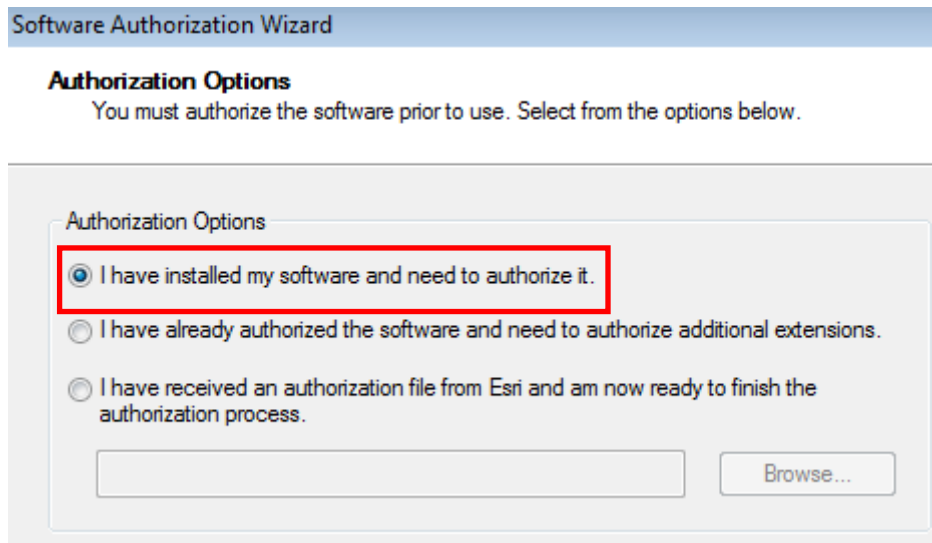 Software Authorization Wizard
Authorization Options
You must authorize the software prior to use. Select from the options below.
Authorization Options
I have installed my software and need to authorize it.
I have already authorized the software and need to authorize additional extensions.
I have received an authorization file from Esri and am now ready to finish the
authorization process.
Browse...